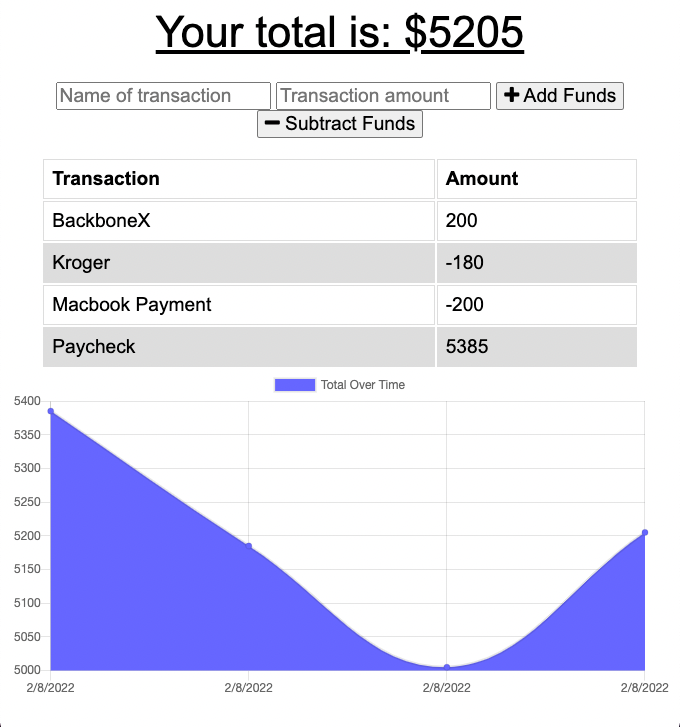 Your total is: $5205
Name of transaction Transaction amount + Add Funds
− Subtract Funds
Transaction Amount
BackboneX 200
Kroger -180
Macbook Payment -200
Paycheck 5385
Total Over Time
5400
5350
5300
5250
5200
5150
5100
5050
5000
2/8/2022 2/8/2022 2/8/2022 2/8/2022